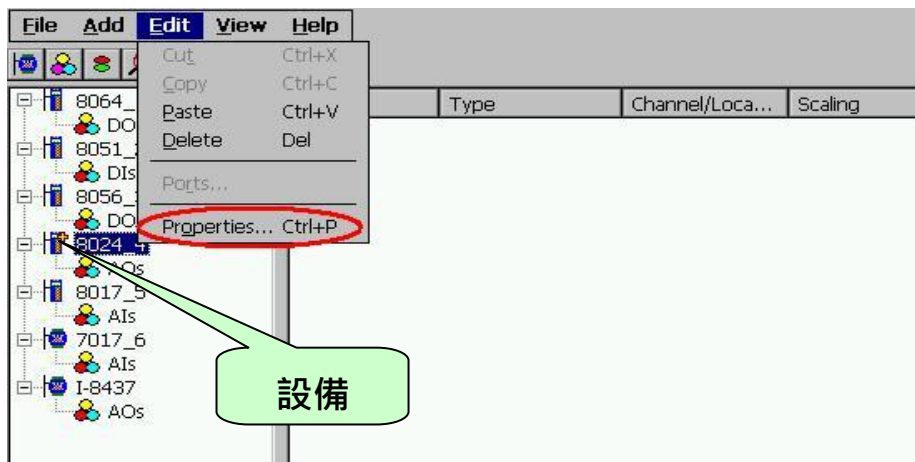 File Add Edit View Help
Cut Ctrl+X
Copy Ctrl+C
Paste Ctrl+V
Delete Del
Ports...
Properties... Ctrl+P
Type Channel/Loca... Scaling
8064_
DO
8051_
DIs
8056_
DO
8024_4
AOs
8017_5
AIs
7017_6
AIs
I-8437
AOs
設備